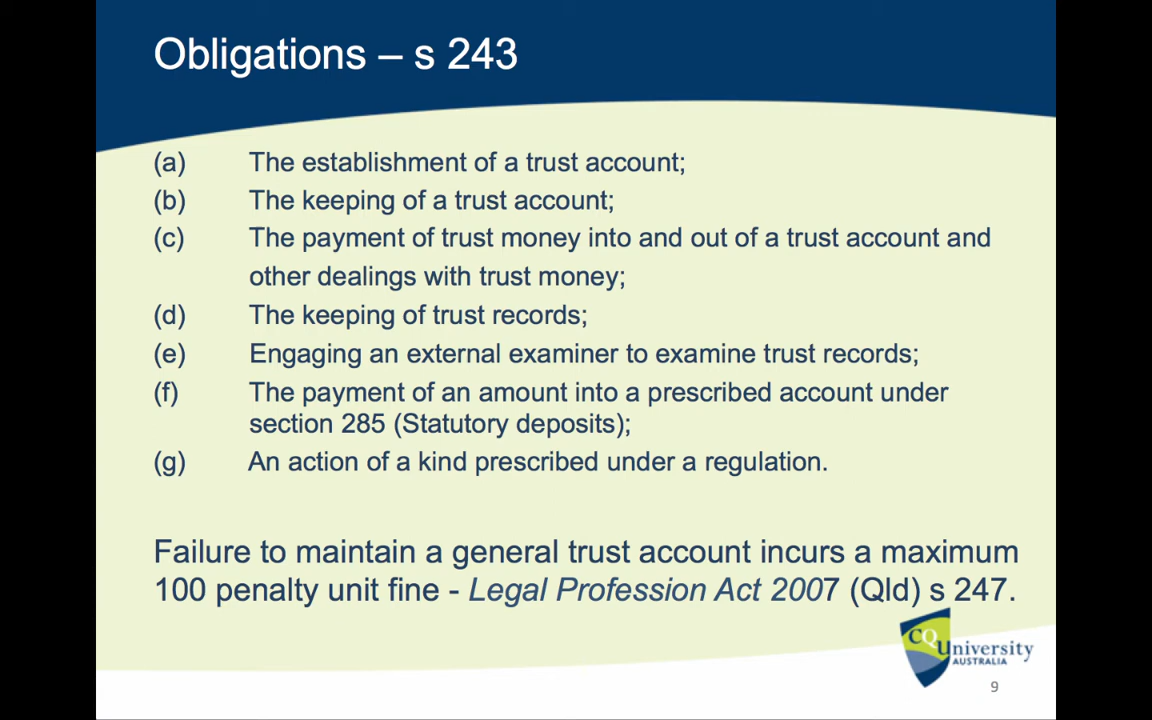 Obligations – s 243
(a) The establishment of a trust account;
(b) The keeping of a trust account;
(c) The payment of trust money into and out of a trust account and
other dealings with trust money;
(d) The keeping of trust records;
(e) Engaging an external examiner to examine trust records;
(f) The payment of an amount into a prescribed account under
section 285 (Statutory deposits);
(g) An action of a kind prescribed under a regulation.
Failure to maintain a general trust account incurs a maximum
100 penalty unit fine - Legal Profession Act 2007 (Qld) s 247.
CQUniversity
AUSTRALIA
9